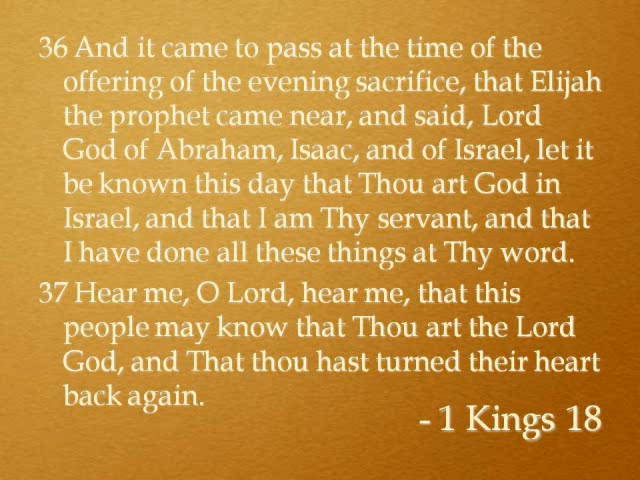 36 And it came to pass at the time of the
offering of the evening sacrifice, that Elijah
the prophet came near, and said, Lord
God of Abraham, Isaac, and of Israel, let it
be known this day that Thou art God in
Israel, and that I am Thy servant, and that
I have done all these things at Thy word.
37 Hear me, O Lord, hear me, that this
people may know that Thou art the Lord
God, and That thou hast turned their heart
back again.
- 1 Kings 18